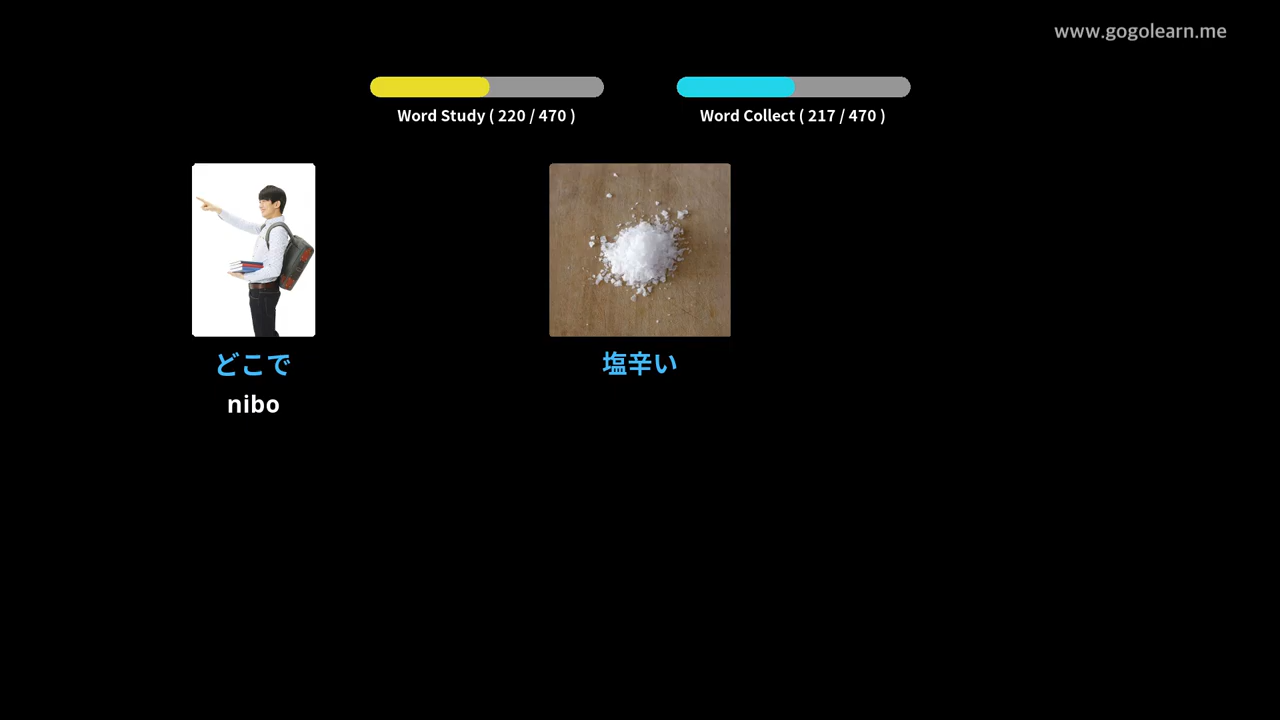 www.gogolearn.me
Word Study ( 220 / 470 )
Word Collect ( 217 / 470 )
どこで
nibo
塩辛い